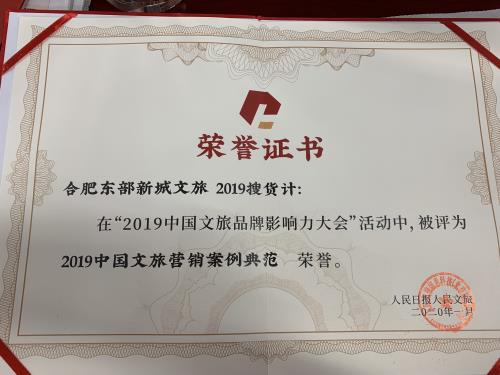 荣誉证书
合肥东部新城文旅 2019搜货计:
在“2019中国文旅品牌影响力大会”活动中,被评为
2019中国文旅营销案例典范 荣誉。
人民日报人民文旅
二〇二〇年一月